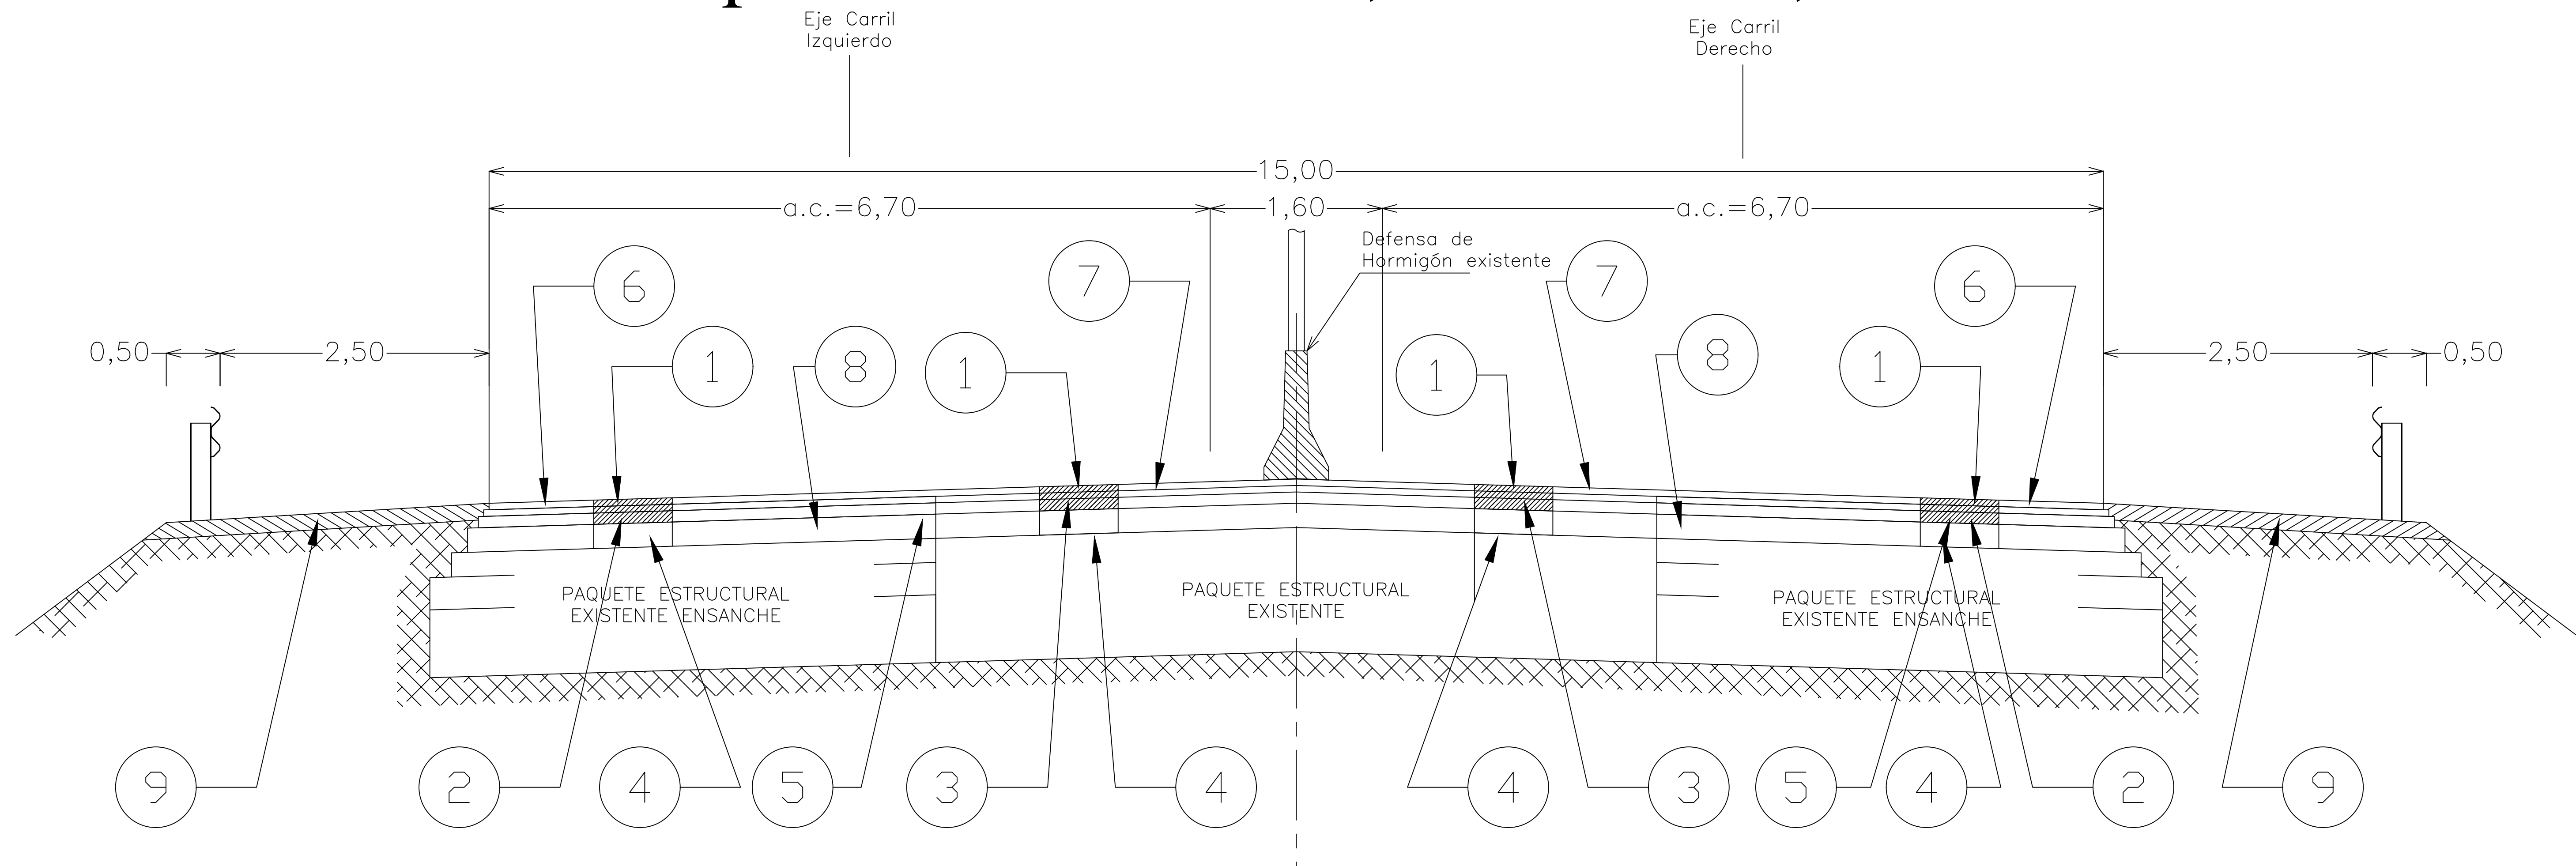 Eje Carril
Izquierdo
Eje Carril
Derecho
15,00
a.c.=6,70
1,60
a.c.=6,70
Defensa de
Hormigón existente
6
7
7
6
0,50
2,50
1
8
1
1
8
1
2,50
0,50
PAQUETE ESTRUCTURAL
EXISTENTE ENSANCHE
PAQUETE ESTRUCTURAL
EXISTENTE
PAQUETE ESTRUCTURAL
EXISTENTE ENSANCHE
9
2
4
5
3
4
4
3
5
4
2
9